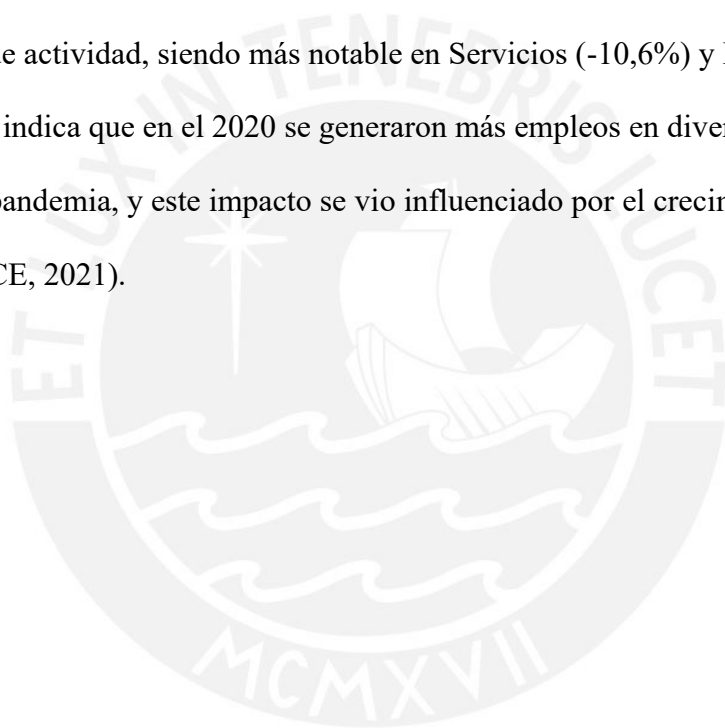 e actividad, siendo más notable en Servicios (-10,6%) y
indica que en el 2020 se generaron más empleos en diver
pandemia, y este impacto se vio influenciado por el crecin
CE, 2021).
ET LUX IN TENEBRIS LUCET
MCMXVII